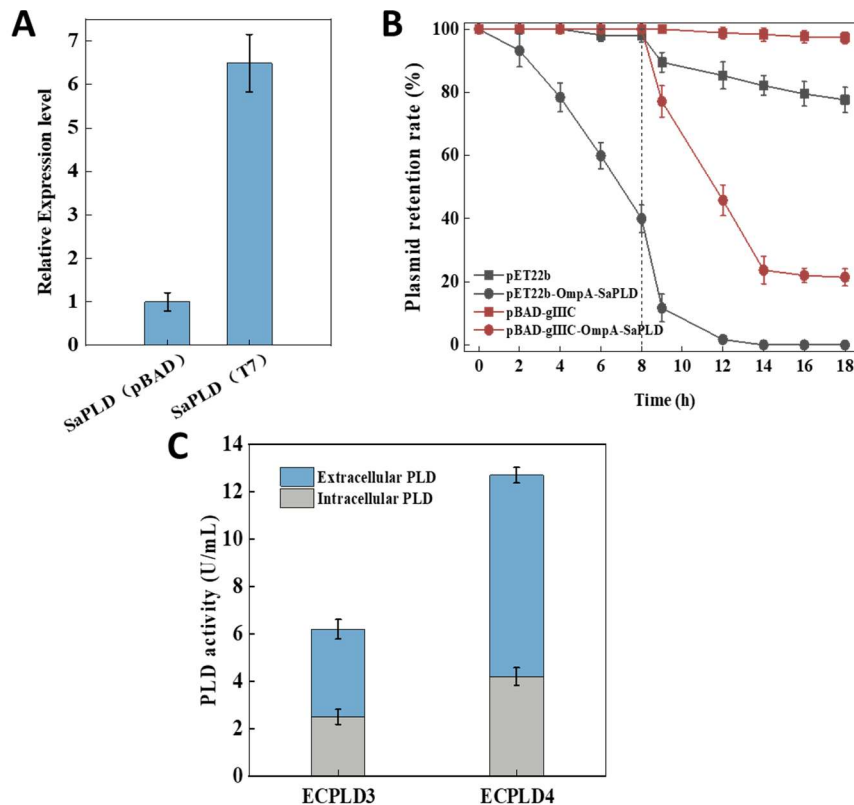 A
Relative Expression level
7
6
5
4
3
2
1
0
SaPLD（pBAD）
SaPLD（T7）
B
Plasmid retention rate (%)
100
80
60
40
20
0
pET22b
pET22b-OmpA-SaPLD
pBAD-gIIIC
pBAD-gIIIC-OmpA-SaPLD
0 2 4 6 8 10 12 14 16 18
Time (h)
C
PLD activity (U/mL)
14
12
10
8
6
4
2
0
Extracellular PLD
Intracellular PLD
ECPLD3 ECPLD4